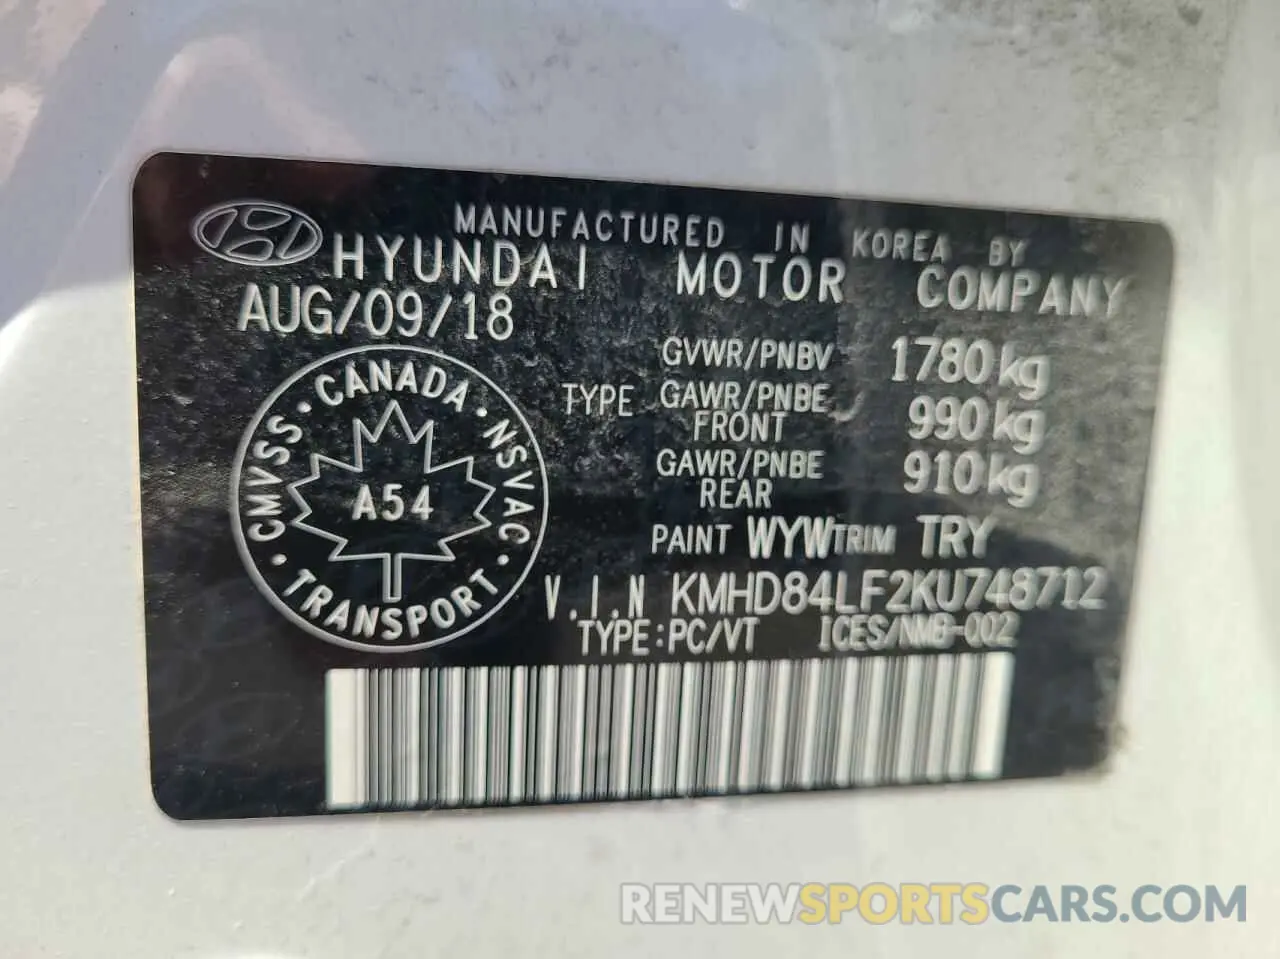 MANUFACTURED IN KOREA BY
HYUNDAI MOTOR COMPANY
AUG/09/18
GVWR/PNBV 1780kg
TYPE GAWR/PNBE FRONT 990kg
GAWR/PNBE REAR 910kg
PAINT WYW TRIM TRY
V.I.N KMHD84LF2KU748712
TYPE:PC/VT ICES/NMB-002
CANADA · NSVAC · TRANSPORT · CMVSS ·
A54
RENEWSPORTSCARS.COM